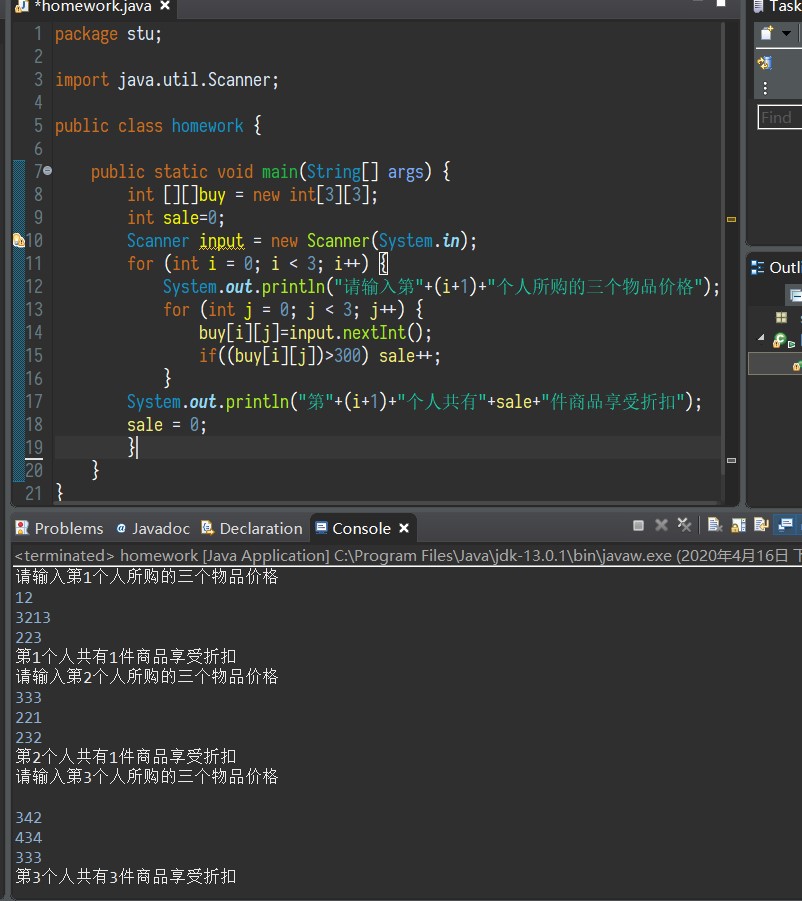 *homework.java
Task
1 package stu;
2
3 import java.util.Scanner;
4
5 public class homework {
6
7 public static void main(String[] args) {
8 int [][]buy = new int[3][3];
9 int sale=0;
10 Scanner input = new Scanner(System.in);
11 for (int i = 0; i < 3; i++) {
12 System.out.println("请输入第"+(i+1)+"个人所购的三个物品价格");
13 for (int j = 0; j < 3; j++) {
14 buy[i][j]=input.nextInt();
15 if((buy[i][j])>300) sale++;
16 }
17 System.out.println("第"+(i+1)+"个人共有"+sale+"件商品享受折扣");
18 sale = 0;
19 }
20 }
21 }
Find
Outl
Problems @ Javadoc Declaration Console
<terminated> homework [Java Application] C:\Program Files\Java\jdk-13.0.1\bin\javaw.exe (2020年4月16日 下
请输入第1个人所购的三个物品价格
12
3213
223
第1个人共有1件商品享受折扣
请输入第2个人所购的三个物品价格
333
221
232
第2个人共有1件商品享受折扣
请输入第3个人所购的三个物品价格
342
434
333
第3个人共有3件商品享受折扣